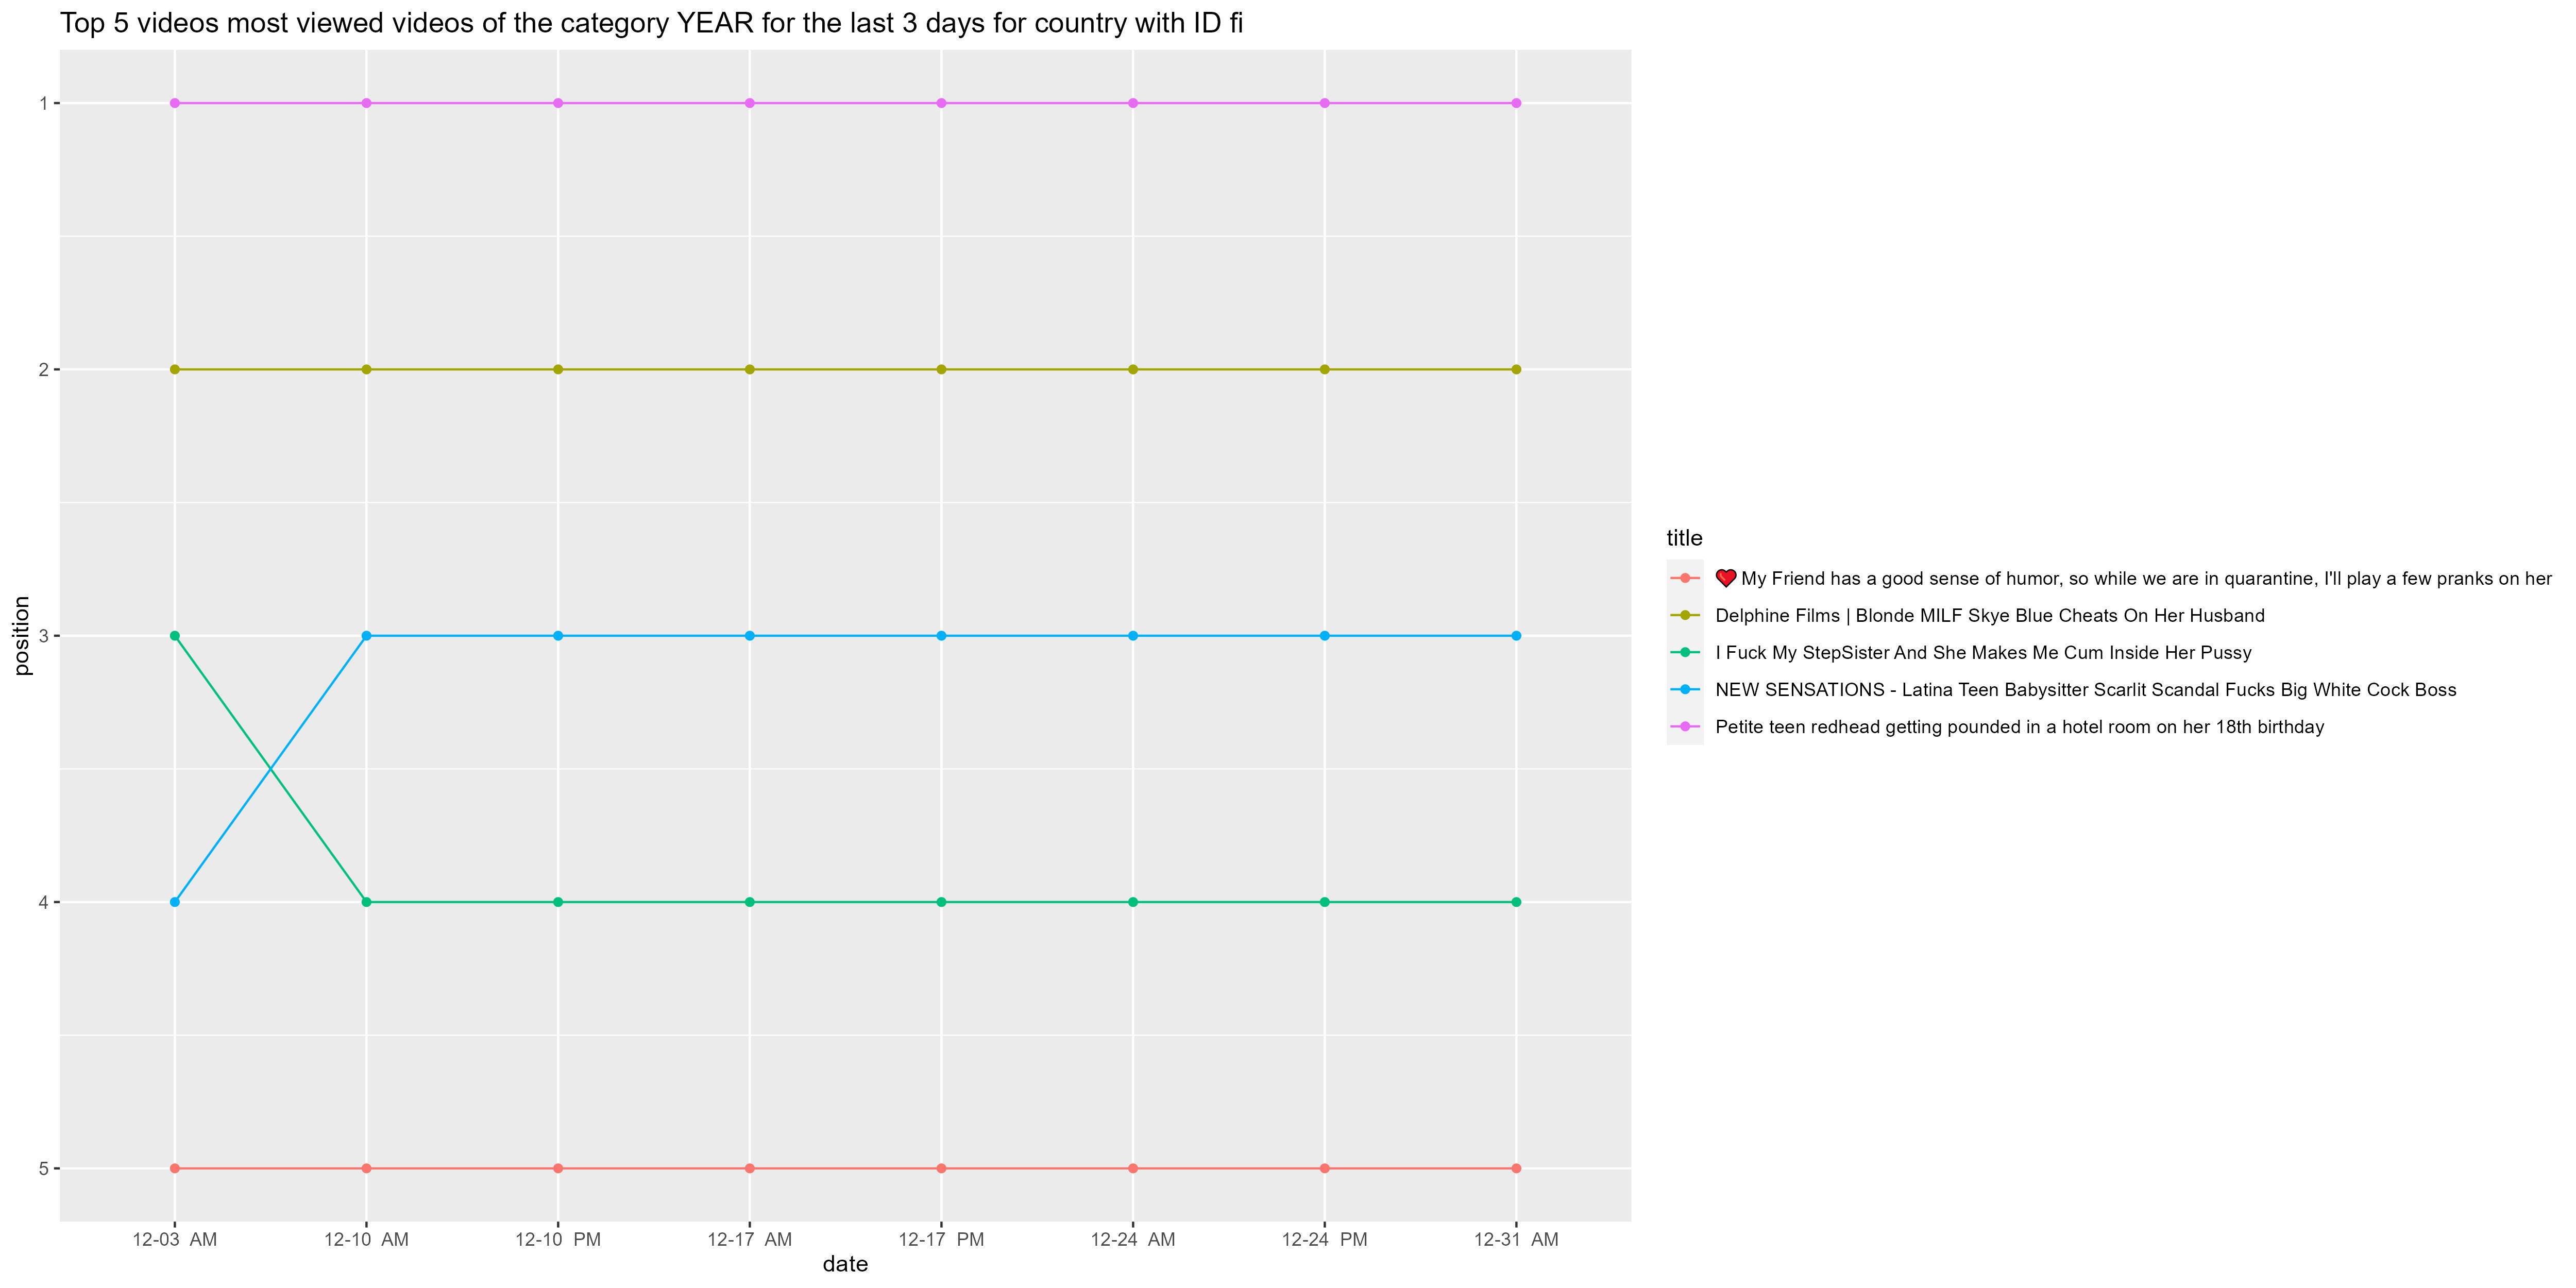 Top 5 videos most viewed videos of the category YEAR for the last 3 days for country with ID fi
1
2
3
4
5
position
12-03 AM
12-10 AM
12-10 PM
12-17 AM
12-17 PM
12-24 AM
12-24 PM
12-31 AM
date
title
❤ My Friend has a good sense of humor, so while we are in quarantine, I'll play a few pranks on her
Delphine Films | Blonde MILF Skye Blue Cheats On Her Husband
I Fuck My StepSister And She Makes Me Cum Inside Her Pussy
NEW SENSATIONS - Latina Teen Babysitter Scarlit Scandal Fucks Big White Cock Boss
Petite teen redhead getting pounded in a hotel room on her 18th birthday